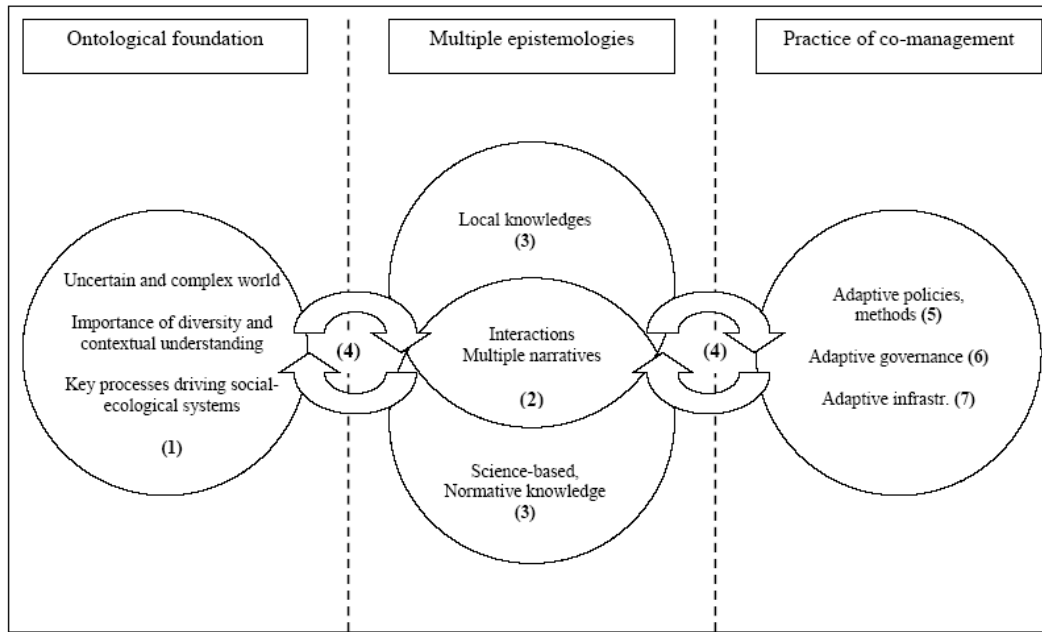 Ontological foundation
Multiple epistemologies
Practice of co-management
Uncertain and complex world
Importance of diversity and
contextual understanding
Key processes driving social-
ecological systems
(1)
(4)
Local knowledges
(3)
Interactions
Multiple narratives
(2)
Science-based,
Normative knowledge
(3)
(4)
Adaptive policies,
methods (5)
Adaptive governance (6)
Adaptive infrastr. (7)